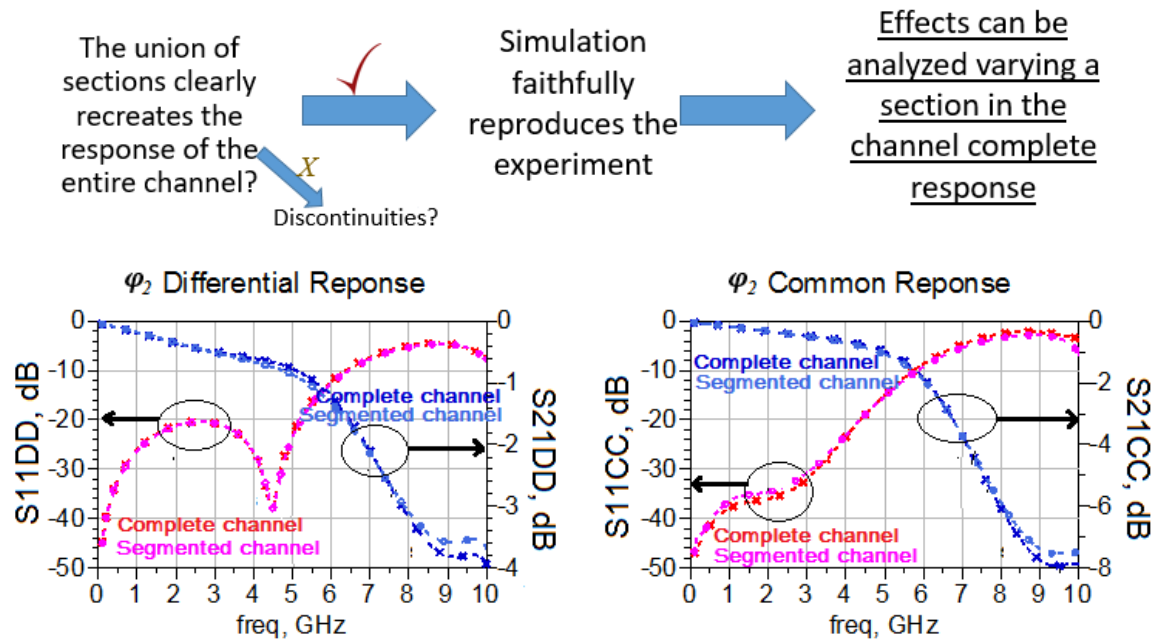 The union of
sections clearly
recreates the
response of the
entire channel?
X
Discontinuities?
Simulation
faithfully
reproduces the
experiment
Effects can be
analyzed varying a
section in the
channel complete
response
φ2 Differential Reponse
S11DD, dB
0
-10
-20
-30
-40
-50
Complete channel
Segmented channel
Complete channel
Segmented channel
0
-1
-2
-3
-4
S21DD, dB
0 1 2 3 4 5 6 7 8 9 10
freq, GHz
φ2 Common Reponse
S11CC, dB
0
-10
-20
-30
-40
-50
Complete channel
Segmented channel
Complete channel
Segmented channel
0
-2
-4
-6
-8
S21CC, dB
0 1 2 3 4 5 6 7 8 9 10
freq, GHz